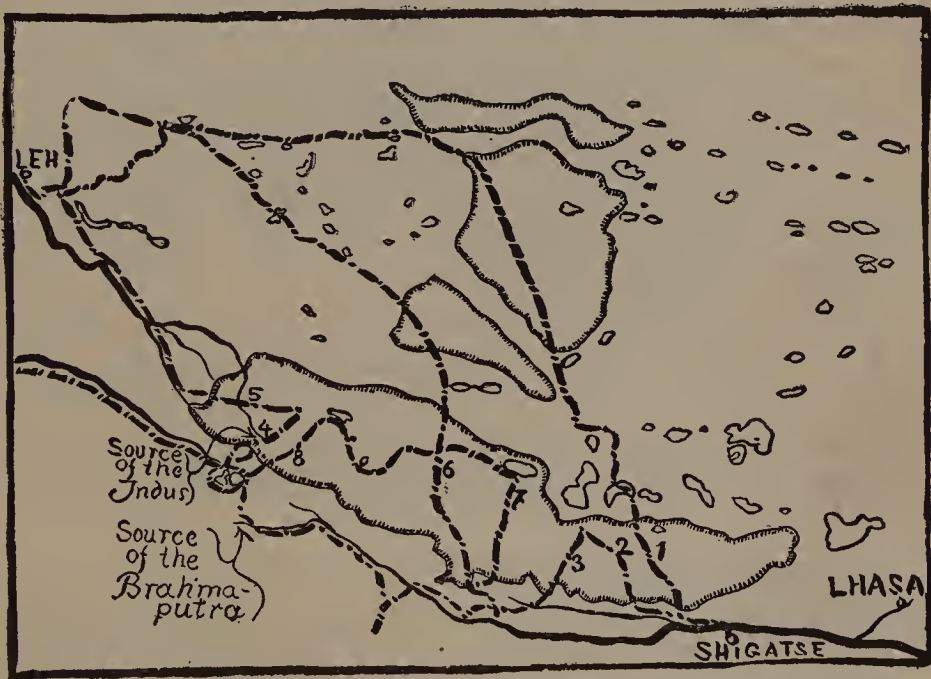 LEH
5
4
8
6
7
Source
of the
Indus
3
2
1
Source
of the
Brahma-
putra
LHASA
SHIGATSE